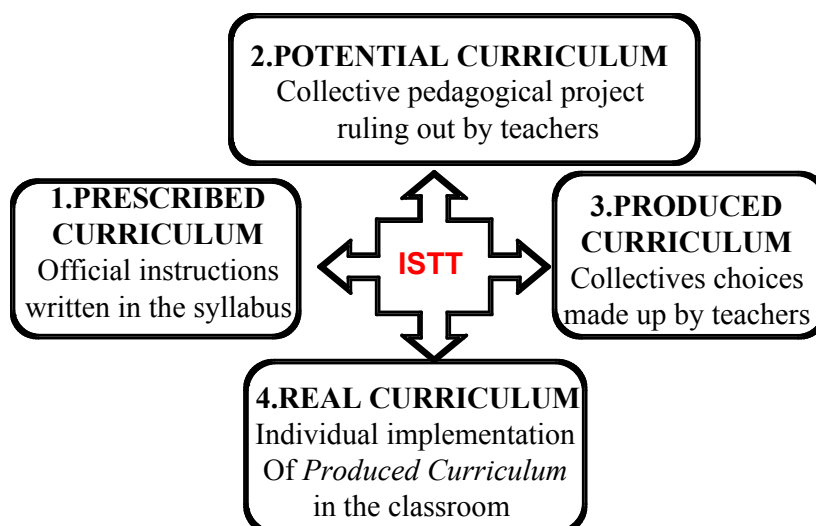 2.POTENTIAL CURRICULUM
Collective pedagogical project
ruling out by teachers
1.PRESCRIBED
CURRICULUM
Official instructions
written in the syllabus
ISTT
3.PRODUCED
CURRICULUM
Collectives choices
made up by teachers
4.REAL CURRICULUM
Individual implementation
Of Produced Curriculum
in the classroom